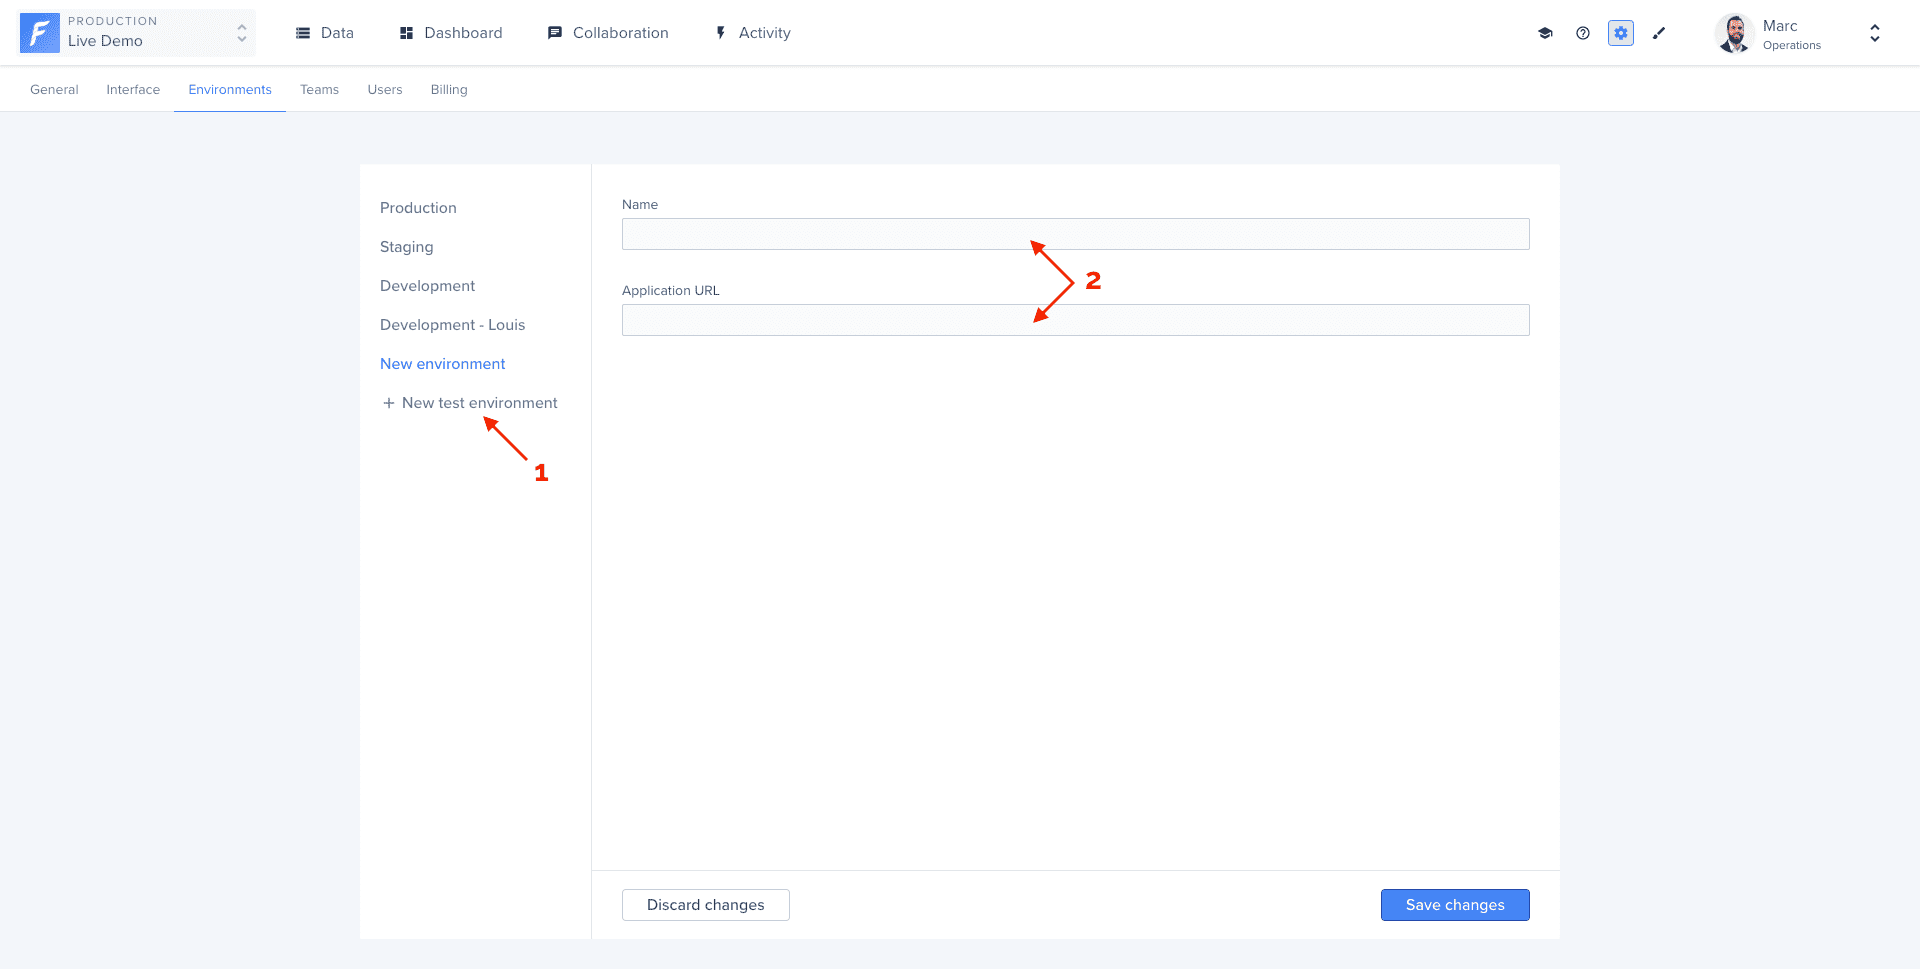 PRODUCTION
Live Demo
Data
Dashboard
Collaboration
Activity
Marc
Operations
General
Interface
Environments
Teams
Users
Billing
Production
Staging
Development
Development - Louis
New environment
+ New test environment
1
Name
2
Application URL
Discard changes
Save changes